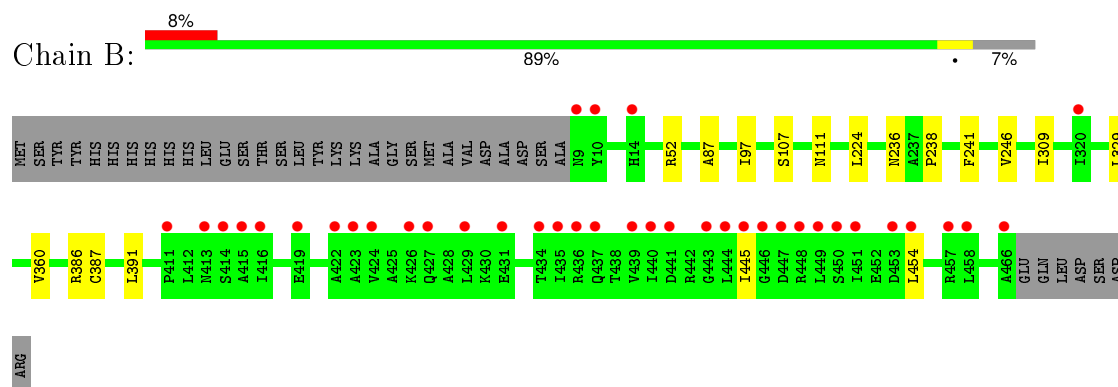 8%
Chain B:
89%
•
7%
MET SER TYR TYR HIS HIS HIS HIS HIS HIS ASN LEU GLU SER THR SER LEU TYR LYS LYS ALA GLY SER MET ALA VAL ASP ALA ASP SER ALA N9 Y10 H14 R52 A87 I97 S107 N111 L224 N236 A237 P238 F241 V246 I309 I320 L329
V360 R386 C387 L391 P411 L412 N413 S414 A415 I416 E419 A422 A423 V424 A425 K426 Q427 A428 L429 K430 E431 T434 I435 R436 Q437 T438 V439 I440 D441 R442 G443 L444 I445 G446 D447 R448 L449 S450 I451 E452 D453 L454 R457 L458 A466 GLU GLN LEU ASP SER ASP
ARG